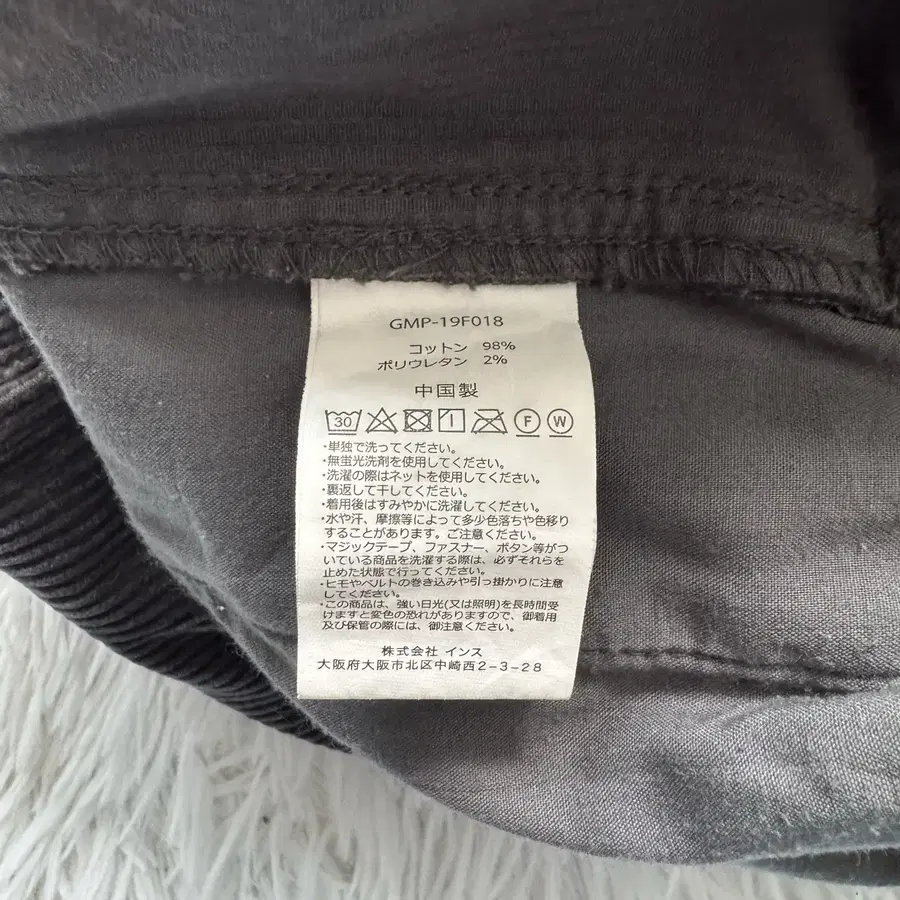 GMP-19F018
コットン 98%
ポリウレタン 2%
中国製
30 F W
・単独で洗ってください。
・無蛍光洗剤を使用してください。
・洗濯の際はネットを使用してください。
・裏返して干してください。
・着用後はすみやかに洗濯してください。
・水や汗、摩擦等によって多少色落ちや色移り
することがあります。ご注意ください。
・マジックテープ、ファスナー、ボタン等がつ
いている商品を洗濯する際は、必ずそれらを
止めた状態で行ってください。
・ヒモやベルトの巻き込みや引っ掛かりに注意
してください。
・この商品は、強い日光(又は照明)を長時間受
けますと変色の恐れがありますので、御着用
及び保管の際には、御注意ください。
株式会社 インス
大阪府大阪市北区中崎西2-3-28